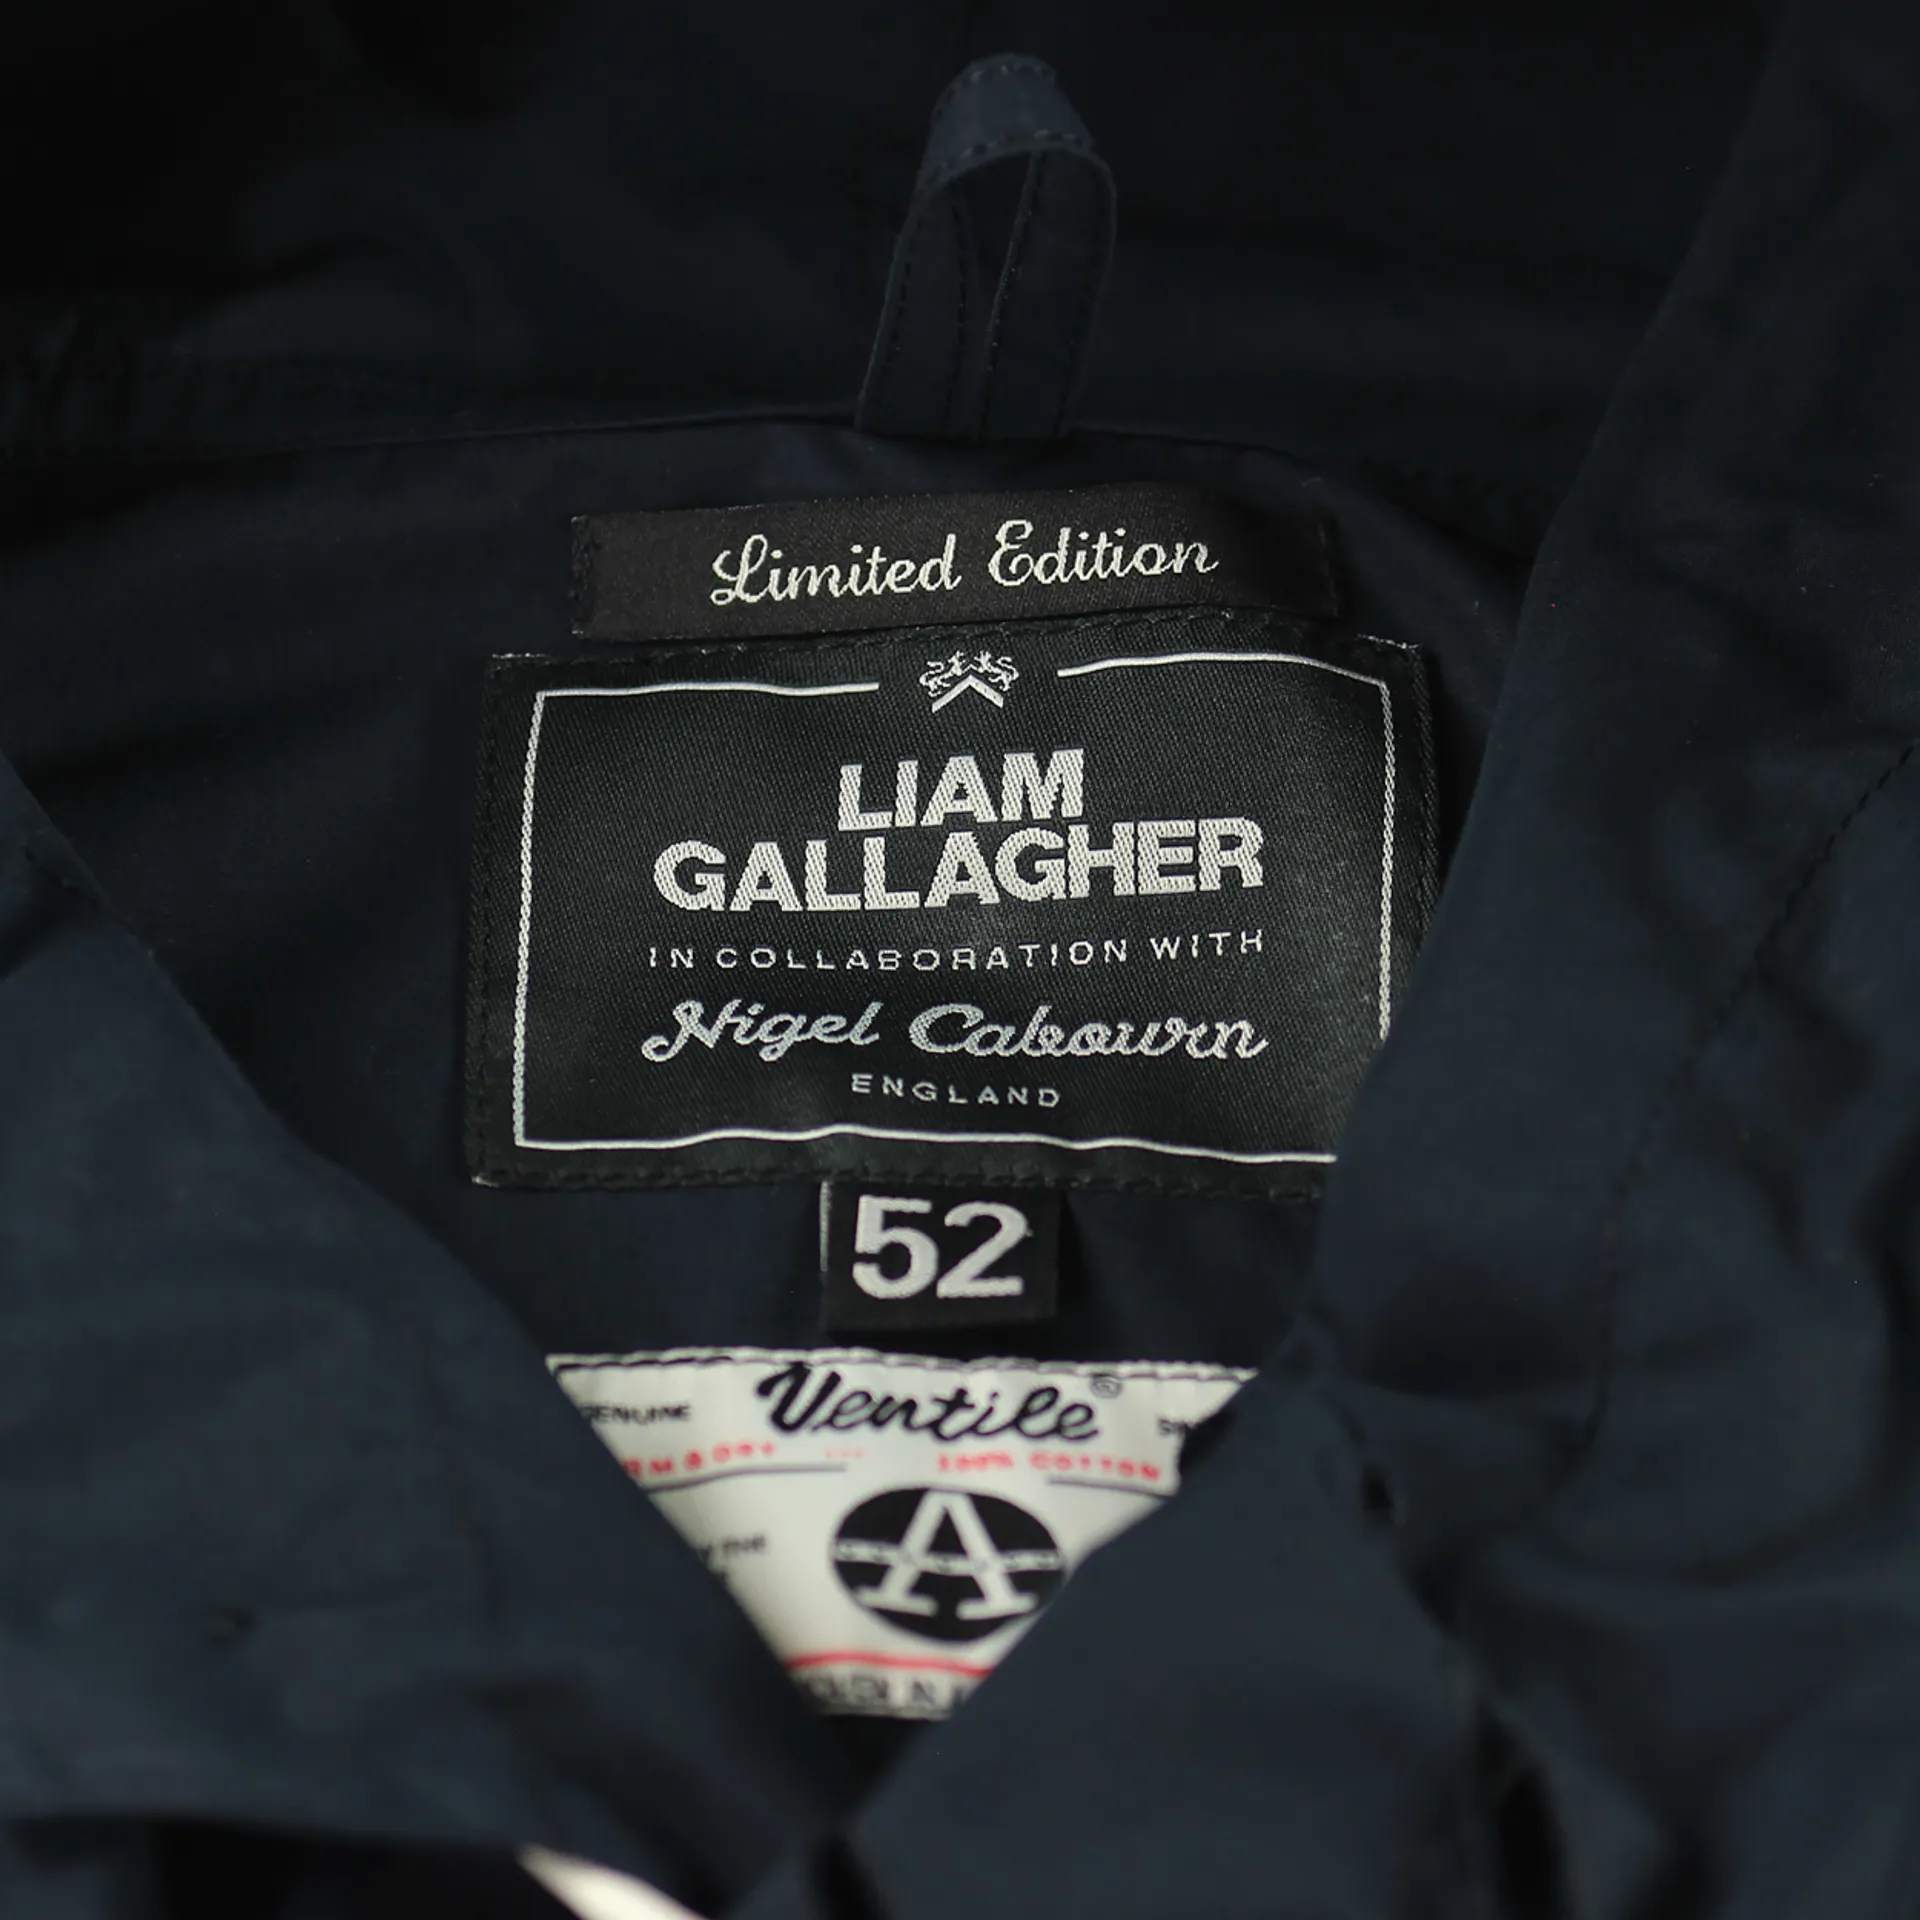 Limited Edition
LIAM
GALLAGHER
IN COLLABORATION WITH
Nigel Cabourn
ENGLAND
52
Ventile®
100% COTTON
A